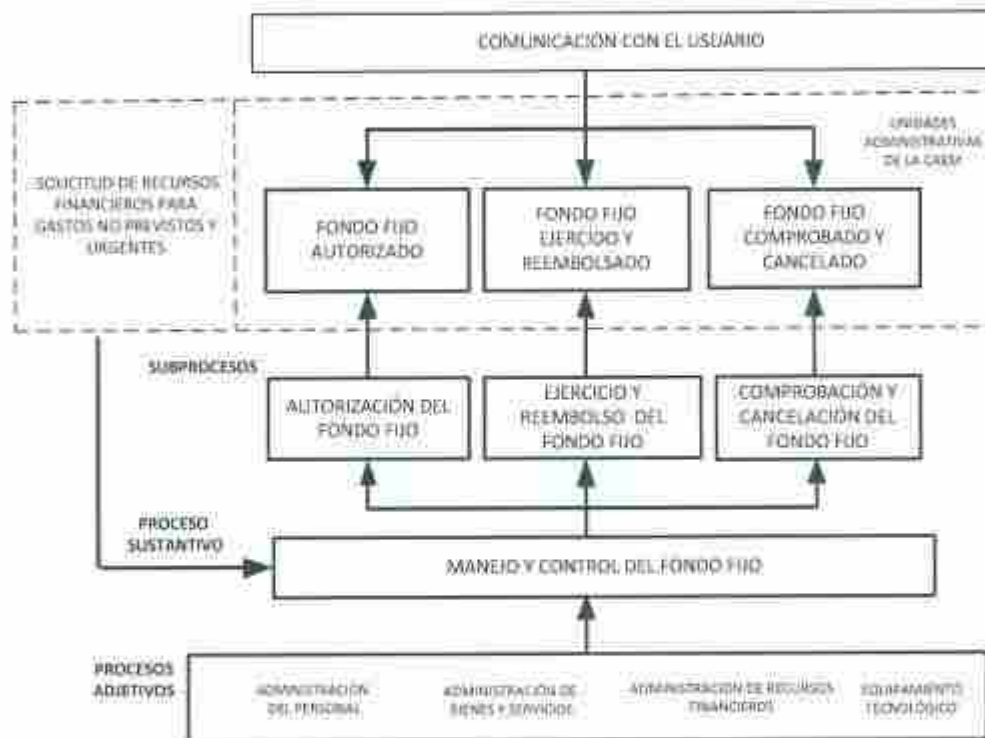 COMUNICACIÓN CON EL USUARIO
UNIDADES
ADMINISTRATIVAS
DE LA CAEM
SOLICITUD DE RECURSOS
FINANCIEROS PARA
GASTOS NO PREVISTOS Y
URGENTES.
FONDO FIJO
AUTORIZADO
FONDO FIJO
EJERCIDO Y
REEMBOLSADO
FONDO FIJO
COMPROBADO Y
CANCELADO
SUBPROCESOS
AUTORIZACIÓN DEL
FONDO FIJO
EJERCICIO Y
REEMBOLSO DEL
FONDO FIJO
COMPROBACIÓN Y
CANCELACIÓN DEL
FONDO FIJO
PROCESO
SUSTANTIVO
MANEJO Y CONTROL DEL FONDO FIJO
PROCESOS
ADJETIVOS
ADMINISTRACIÓN
DEL PERSONAL
ADMINISTRACIÓN DE
BIENES Y SERVICIOS
ADMINISTRACIÓN DE RECURSOS
FINANCIEROS
EQUIPAMIENTO
TECNOLÓGICO